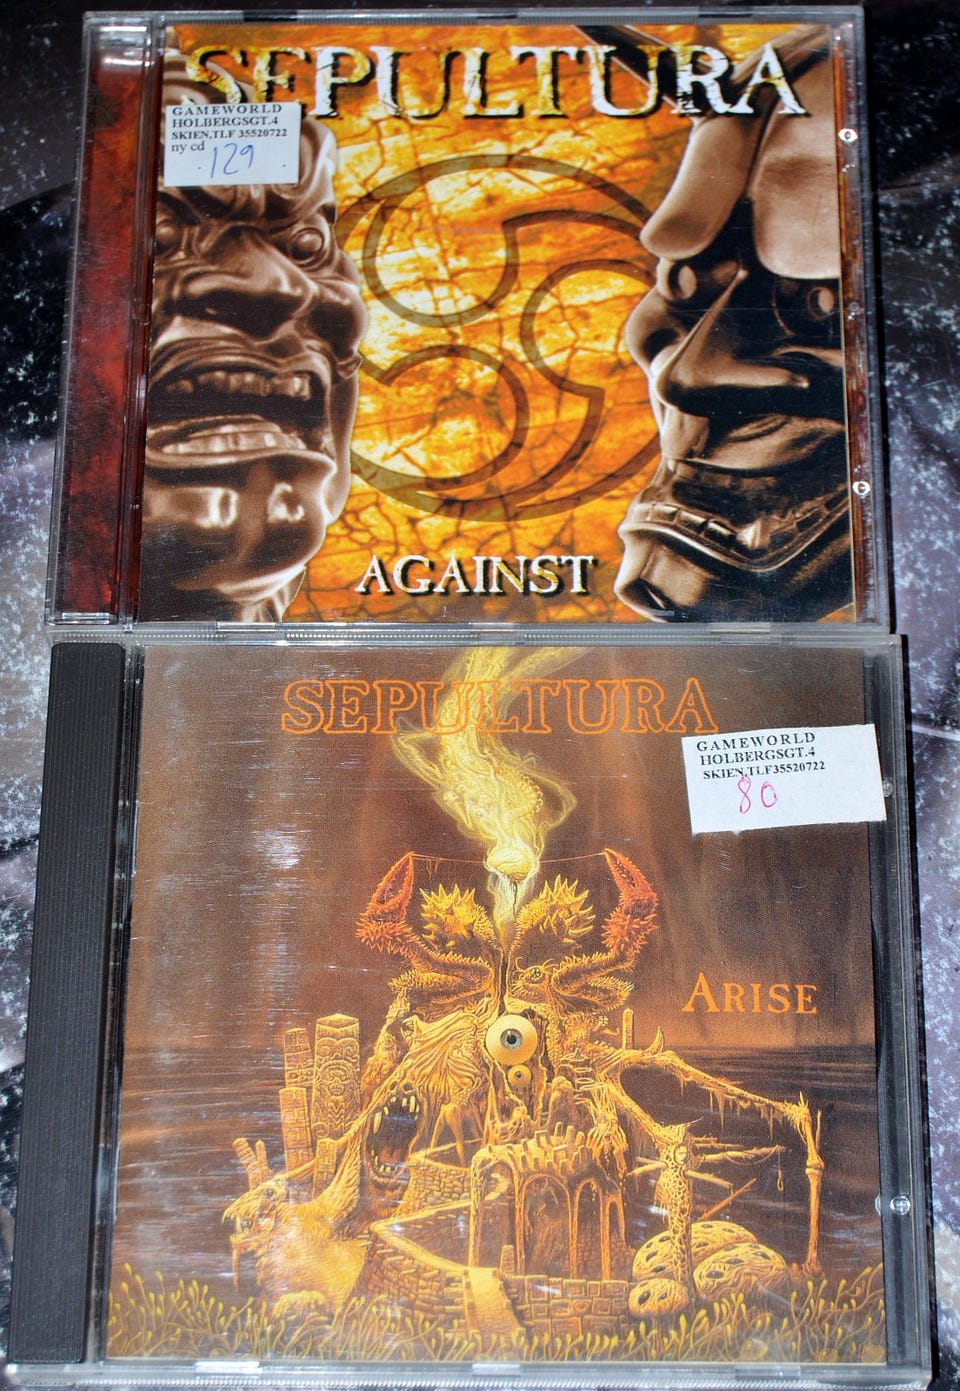 SEPULTURA
GAMEWORLD
HOLBERGSGT.4
SKIEN,TLF 35520722
ny cd
129
AGAINST
SEPULTURA
GAMEWORLD
HOLBERGSGT.4
SKIEN,TLF35520722
80
ARISE